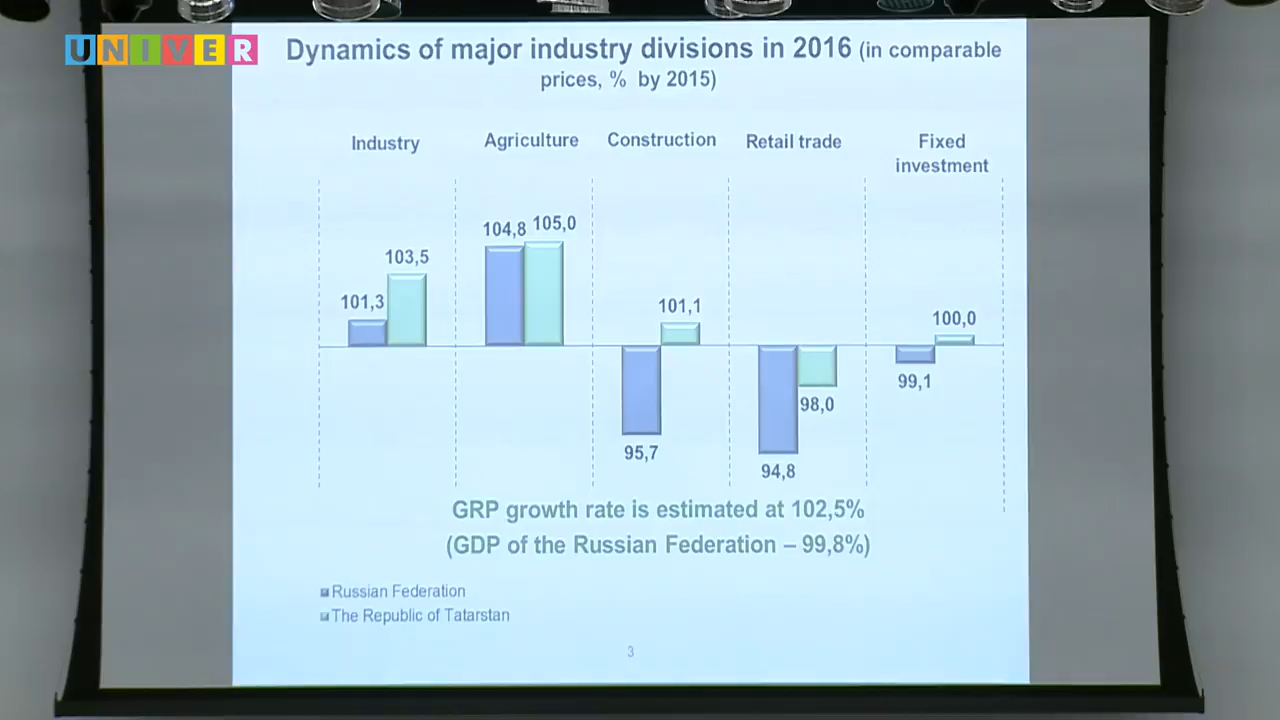 UNIVER
Dynamics of major industry divisions in 2016 (in comparable
prices, % by 2015)
Industry
Agriculture
Construction
Retail trade
Fixed
investment
101,3
103,5
104,8
105,0
95,7
101,1
94,8
98,0
99,1
100,0
GRP growth rate is estimated at 102,5%
(GDP of the Russian Federation – 99,8%)
Russian Federation
The Republic of Tatarstan
3